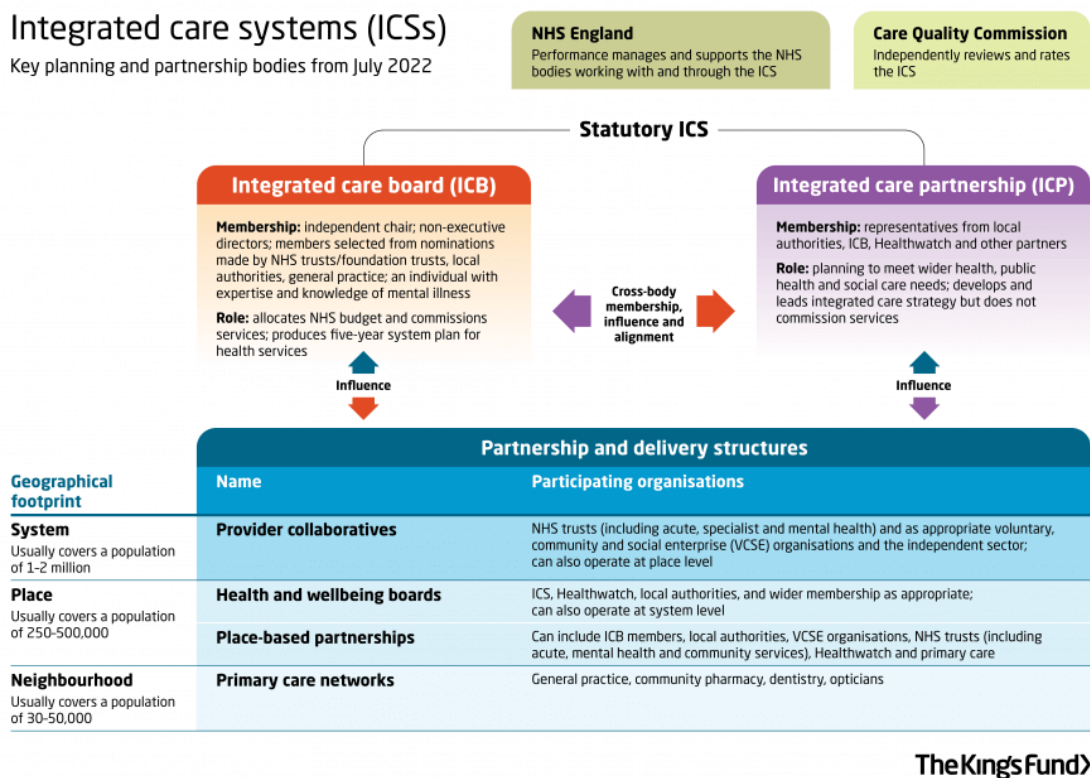 Integrated care systems (ICSs)
Key planning and partnership bodies from July 2022
NHS England
Performance manages and supports the NHS
bodies working with and through the ICS
Care Quality Commission
Independently reviews and rates
the ICS
Statutory ICS
Integrated care board (ICB)
Membership: independent chair; non-executive
directors; members selected from nominations
made by NHS trusts/foundation trusts, local
authorities, general practice; an individual with
expertise and knowledge of mental illness
Role: allocates NHS budget and commissions
services; produces five-year system plan for
health services
Cross-body
membership,
influence and
alignment
Integrated care partnership (ICP)
Membership: representatives from local
authorities, ICB, Healthwatch and other partners
Role: planning to meet wider health, public
health and social care needs; develops and
leads integrated care strategy but does not
commission services
Influence
Influence
Partnership and delivery structures
Geographical
footprint
Name
Participating organisations
System
Usually covers a population
of 1–2 million
Provider collaboratives
NHS trusts (including acute, specialist and mental health) and as appropriate voluntary,
community and social enterprise (VCSE) organisations and the independent sector;
can also operate at place level
Place
Usually covers a population
of 250–500,000
Health and wellbeing boards
ICS, Healthwatch, local authorities, and wider membership as appropriate;
can also operate at system level
Place-based partnerships
Can include ICB members, local authorities, VCSE organisations, NHS trusts (including
acute, mental health and community services), Healthwatch and primary care
Neighbourhood
Usually covers a population
of 30–50,000
Primary care networks
General practice, community pharmacy, dentistry, opticians
TheKingsFund